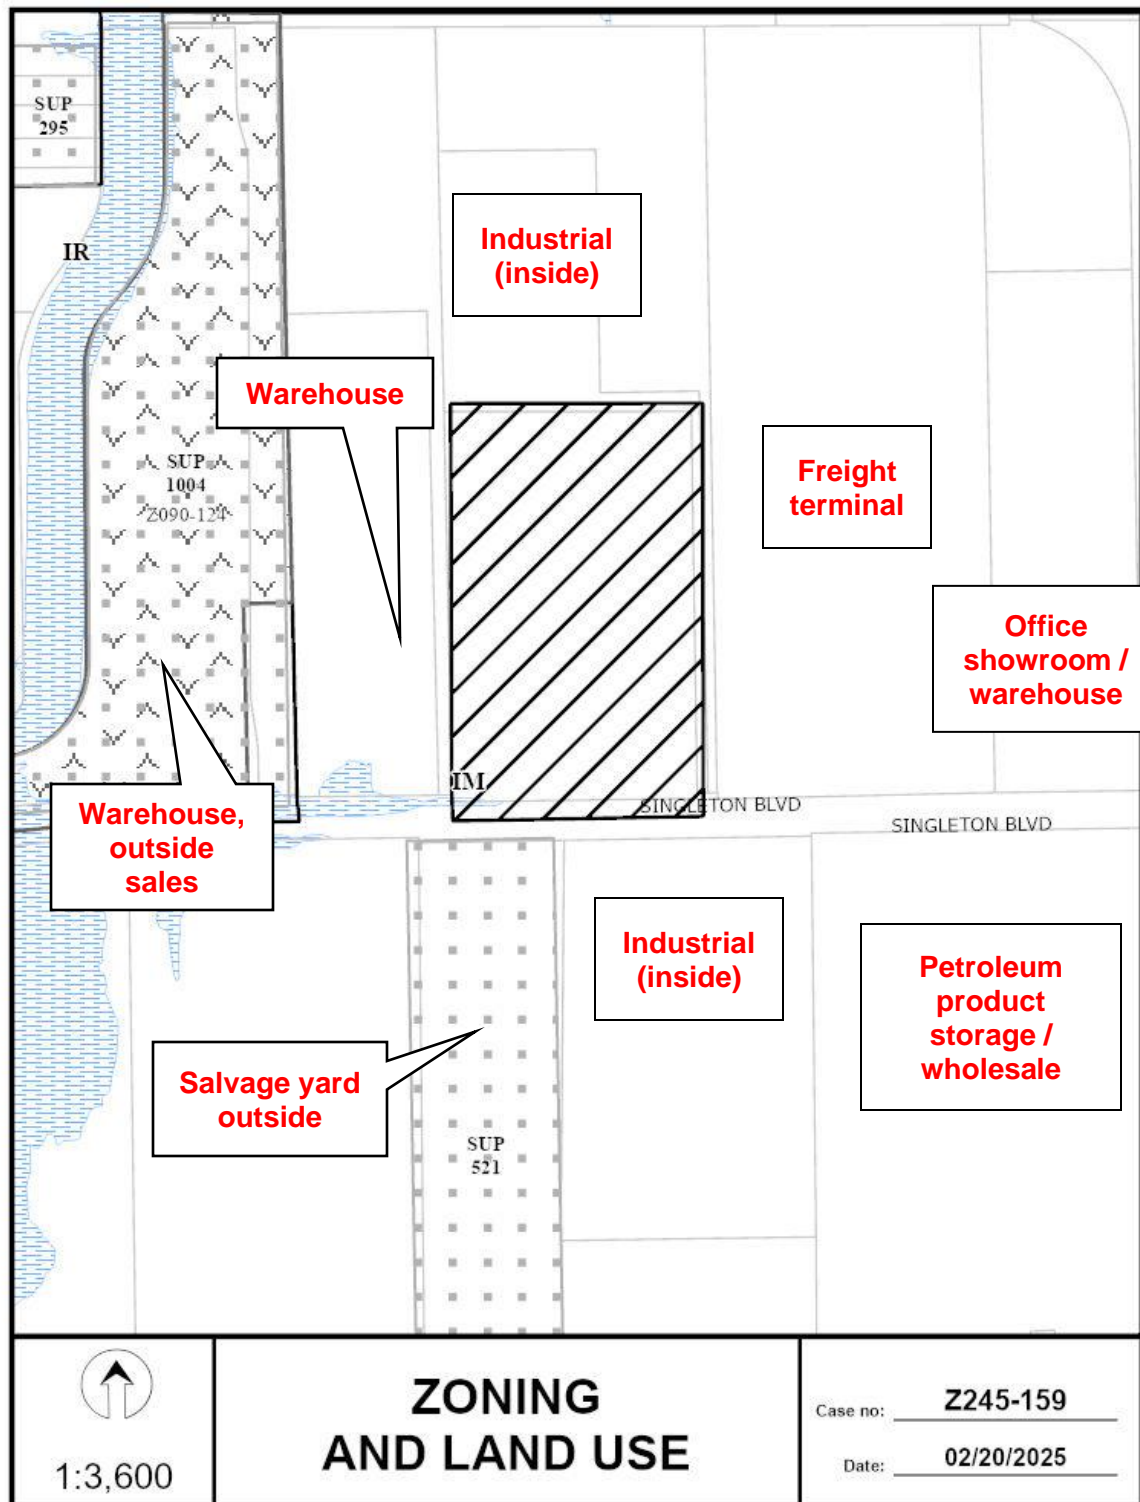 SUP
295
IR
Industrial
(inside)
Warehouse
SUP
1004
Z090-124
Freight
terminal
Office
showroom /
warehouse
IM
SINGLETON BLVD
SINGLETON BLVD
Warehouse,
outside
sales
Industrial
(inside)
Petroleum
product
storage /
wholesale
Salvage yard
outside
SUP
521
1:3,600
ZONING
AND LAND USE
Case no: Z245-159
Date: 02/20/2025